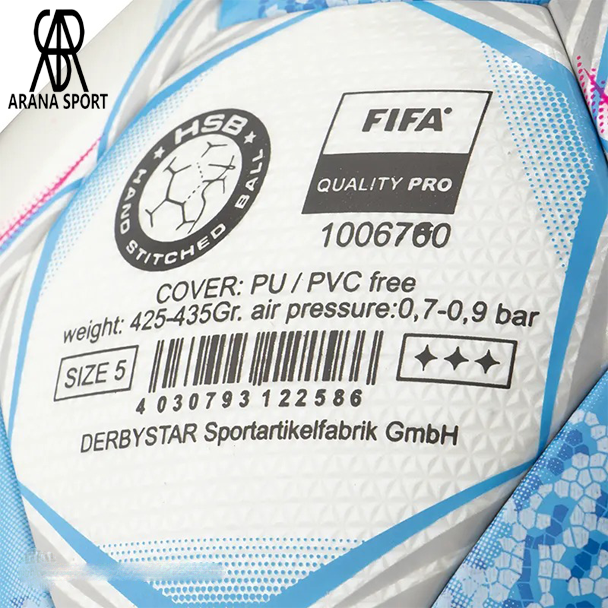 ARANA SPORT
HSB
HAND STITCHED BALL
FIFA®
QUALITY PRO
1006760
COVER: PU / PVC free
weight: 425-435Gr. air pressure:0,7-0,9 bar
SIZE 5
4 030793 122586
DERBYSTAR Sportartikelfabrik GmbH